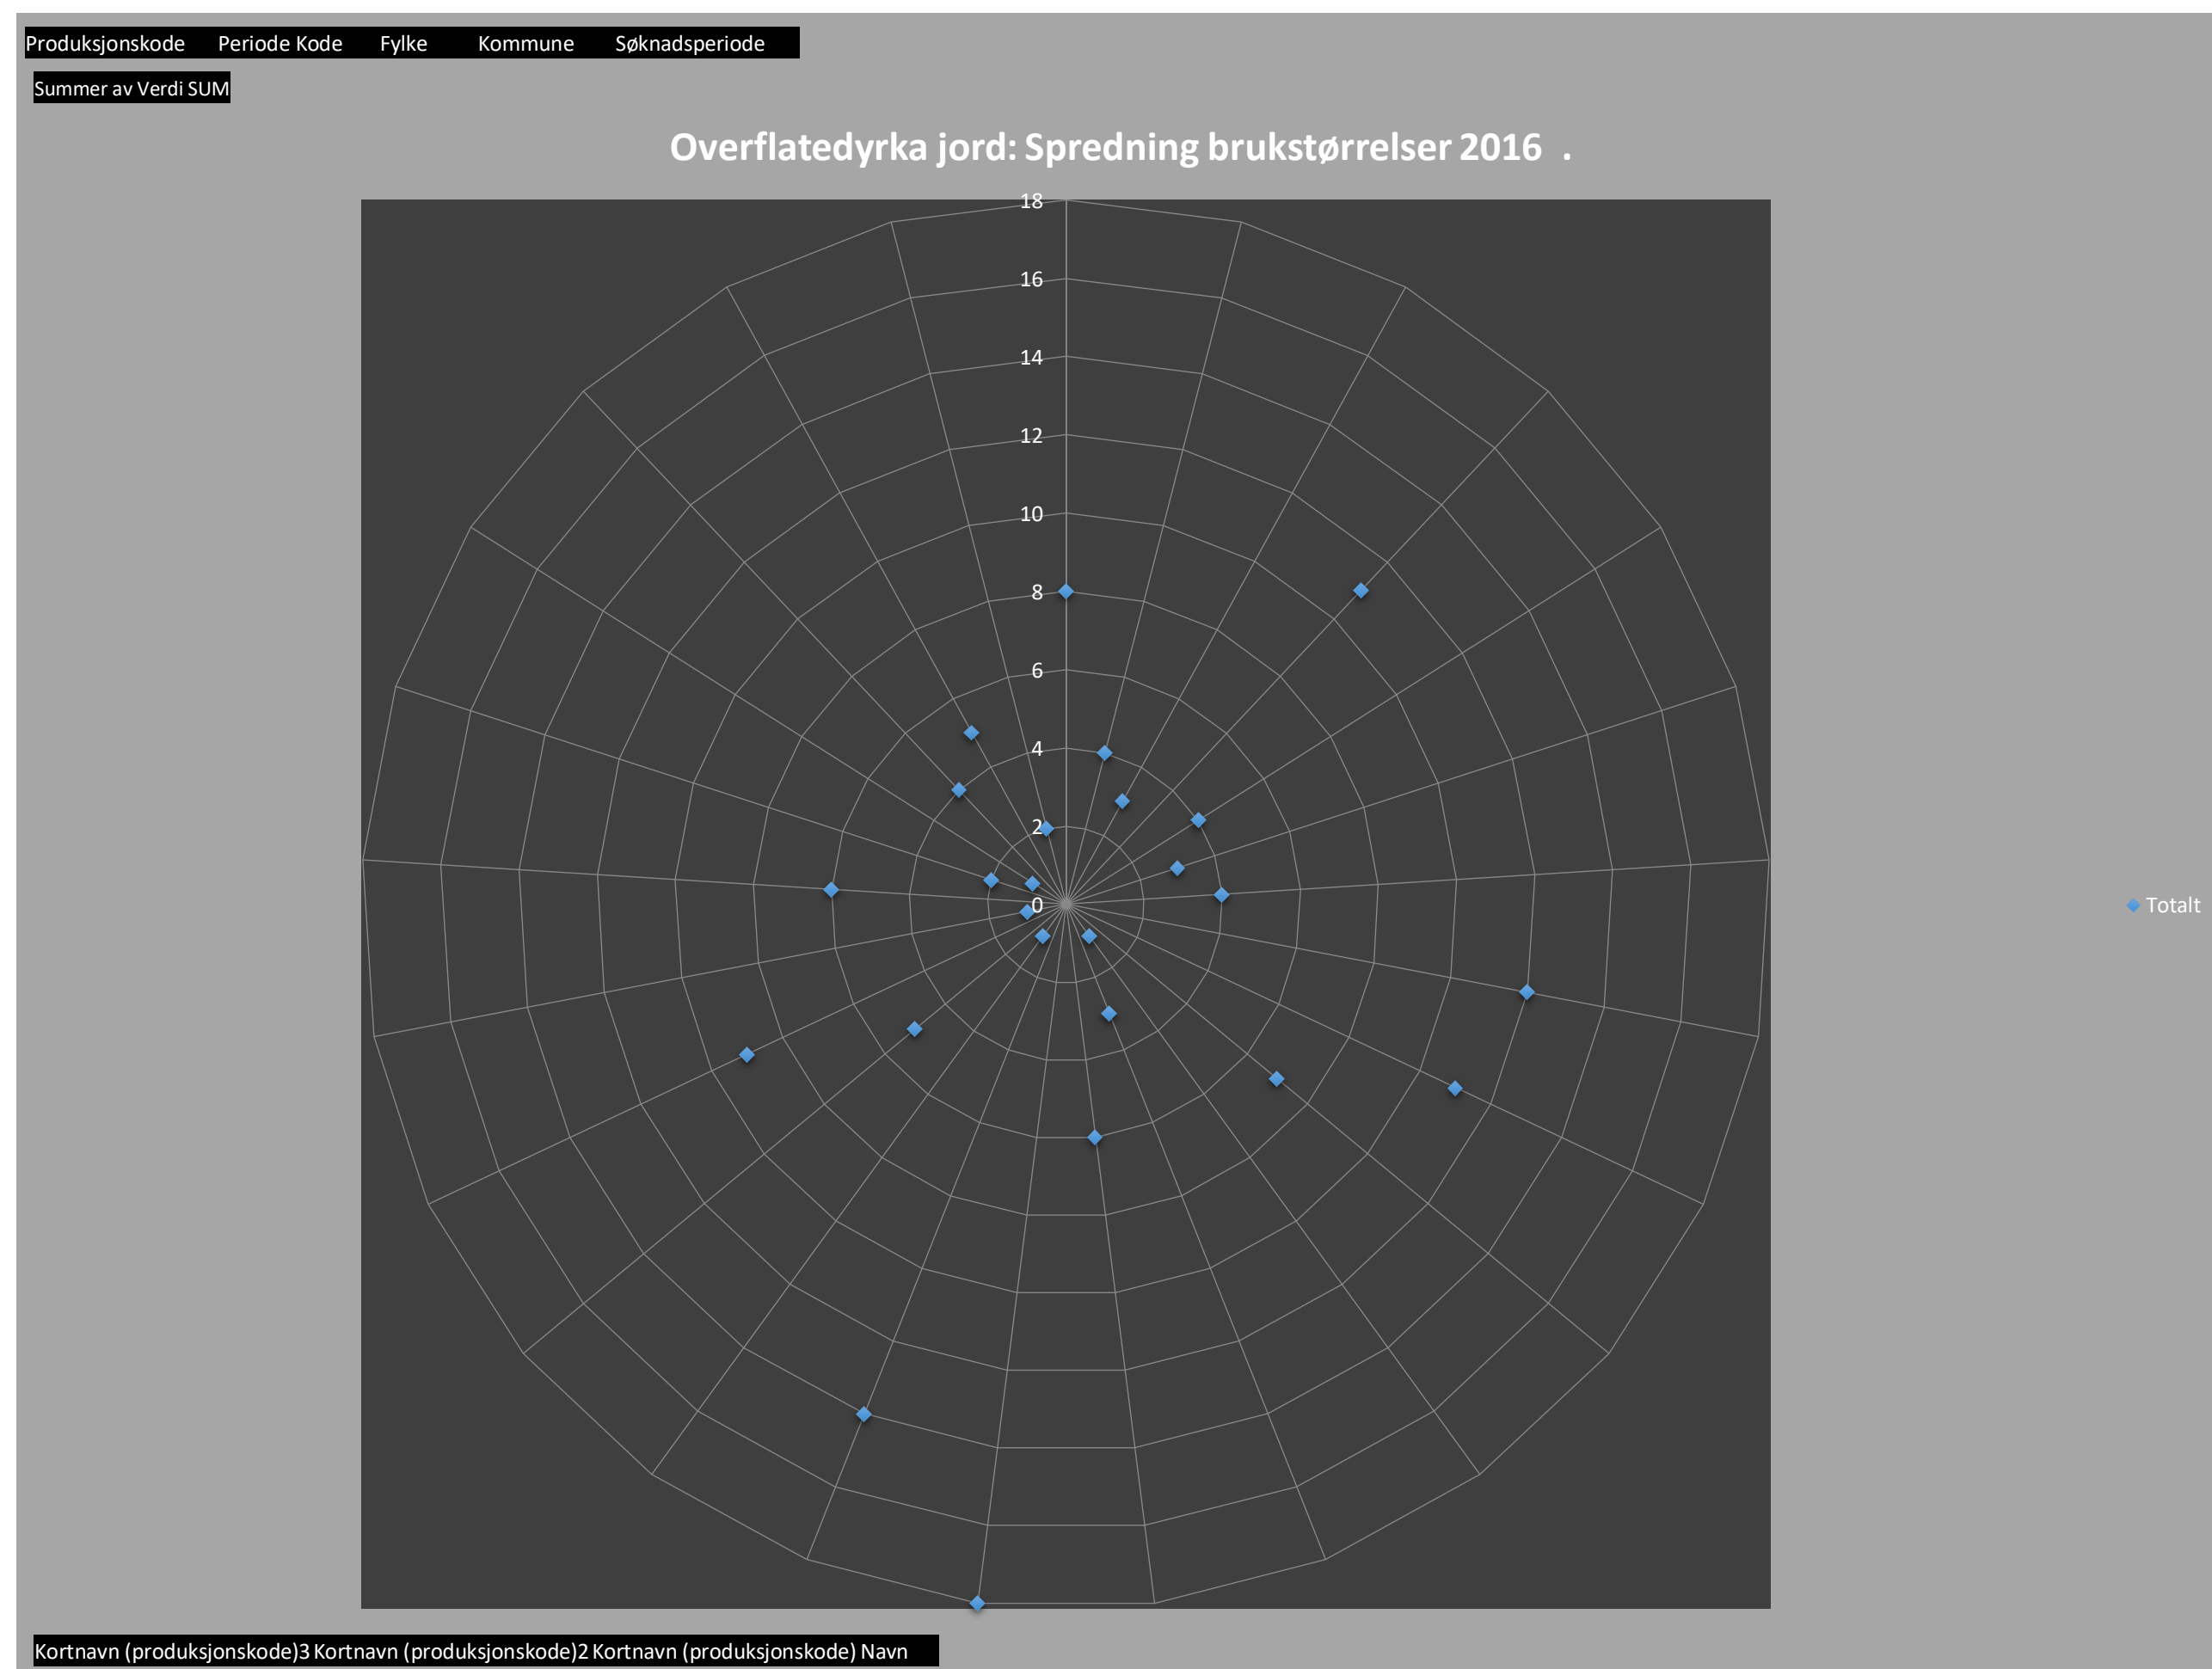 Produksjonskode Periode Kode Fylke Kommune Søknadsperiode
Summer av Verdi SUM
Overflatedyrka jord: Spredning brukstørrelser 2016 .
18
16
14
12
10
8
6
4
2
0
Totalt
Kortnavn (produksjonskode)3 Kortnavn (produksjonskode)2 Kortnavn (produksjonskode) Navn